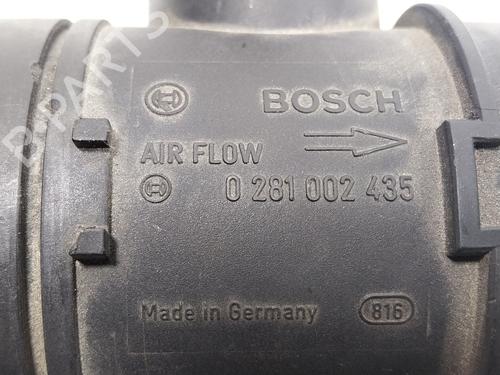 BOSCH
AIR FLOW
0 281 002 435
Made in Germany 816
B-PARTS